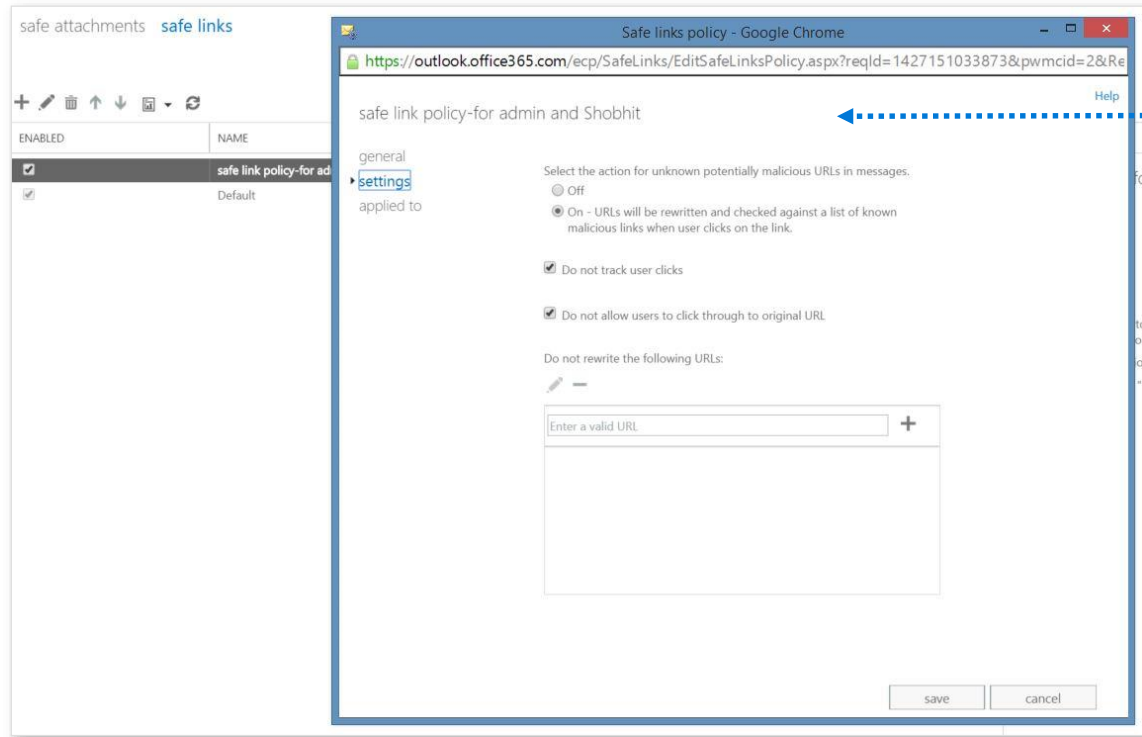 safe attachments safe links
ENABLED NAME
safe link policy-for ad
Default
Safe links policy - Google Chrome
https://outlook.office365.com/ecp/SafeLinks/EditSafeLinksPolicy.aspx?reqId=1427151033873&pwmcid=2&Re
Help
safe link policy-for admin and Shobhit
general
settings
applied to
Select the action for unknown potentially malicious URLs in messages.
Off
On - URLs will be rewritten and checked against a list of known
malicious links when user clicks on the link.
Do not track user clicks
Do not allow users to click through to original URL
Do not rewrite the following URLs:
Enter a valid URL
save cancel